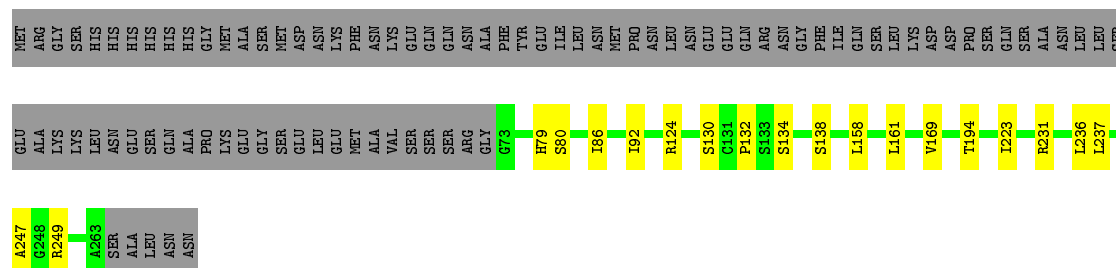 MET ARG GLY SER HIS HIS HIS HIS HIS HIS GLY MET ALA SER MET ASP ASN LYS PHE ASN LYS GLU GLN GLN ASN ALA PHE TYR GLU ILE LEU ASN MET PRO ASN LEU ASN GLU GLU GLN ARG ASN GLY PHE ILE GLN SER LEU LYS ASP ASP PRO SER GLN SER ALA ASN LEU LEU SER
GLU ALA LYS LYS LEU ASN GLU SER GLN ALA PRO LYS GLU GLY SER GLU LEU GLU MET ALA VAL SER SER SER ARG GLY G73 H79 S80 I86 I92 R124 S130 C131 P132 S133 S134 S138 L158 L161 V169 T194 I223 R231 L236 L237
A247 G248 R249 A263 SER ALA LEU ASN ASN